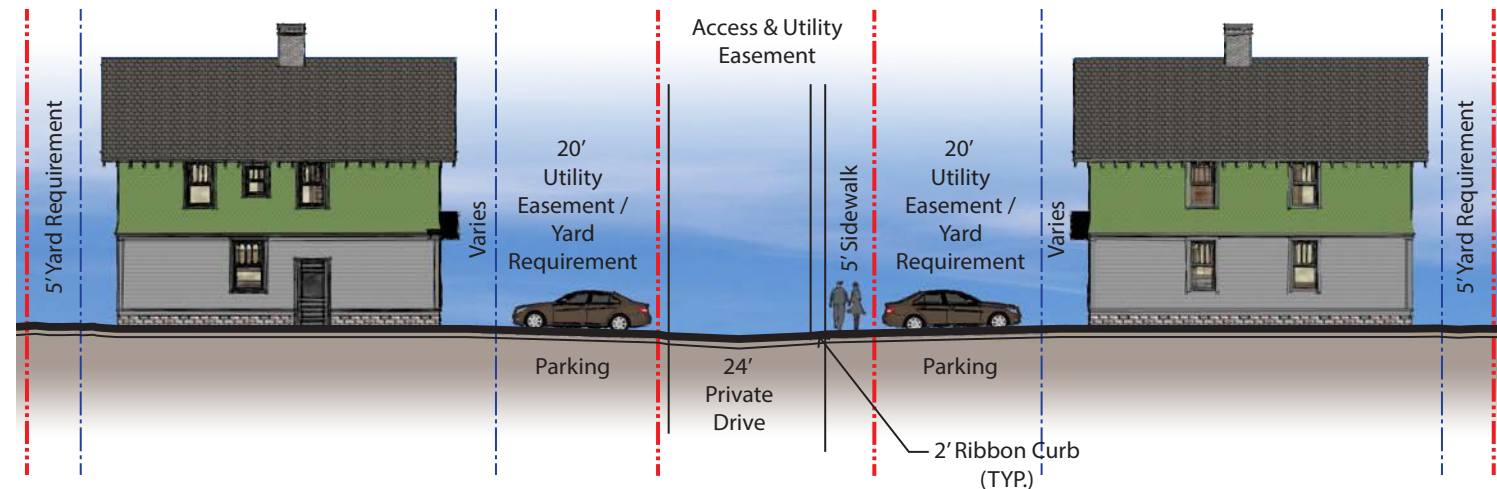 5' Yard Requirement
Varies
20'
Utility
Easement /
Yard
Requirement
Access & Utility
Easement
5' Sidewalk
20'
Utility
Easement /
Yard
Requirement
Varies
5' Yard Requirement
Parking
24'
Private
Drive
Parking
2' Ribbon Curb
(TYP.)